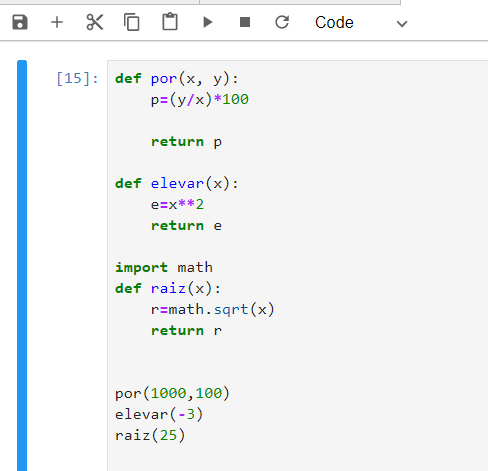 Code
[15]: def por(x, y):
    p=(y/x)*100
    return p
def elevar(x):
    e=x**2
    return e
import math
def raiz(x):
    r=math.sqrt(x)
    return r
por(1000,100)
elevar(-3)
raiz(25)